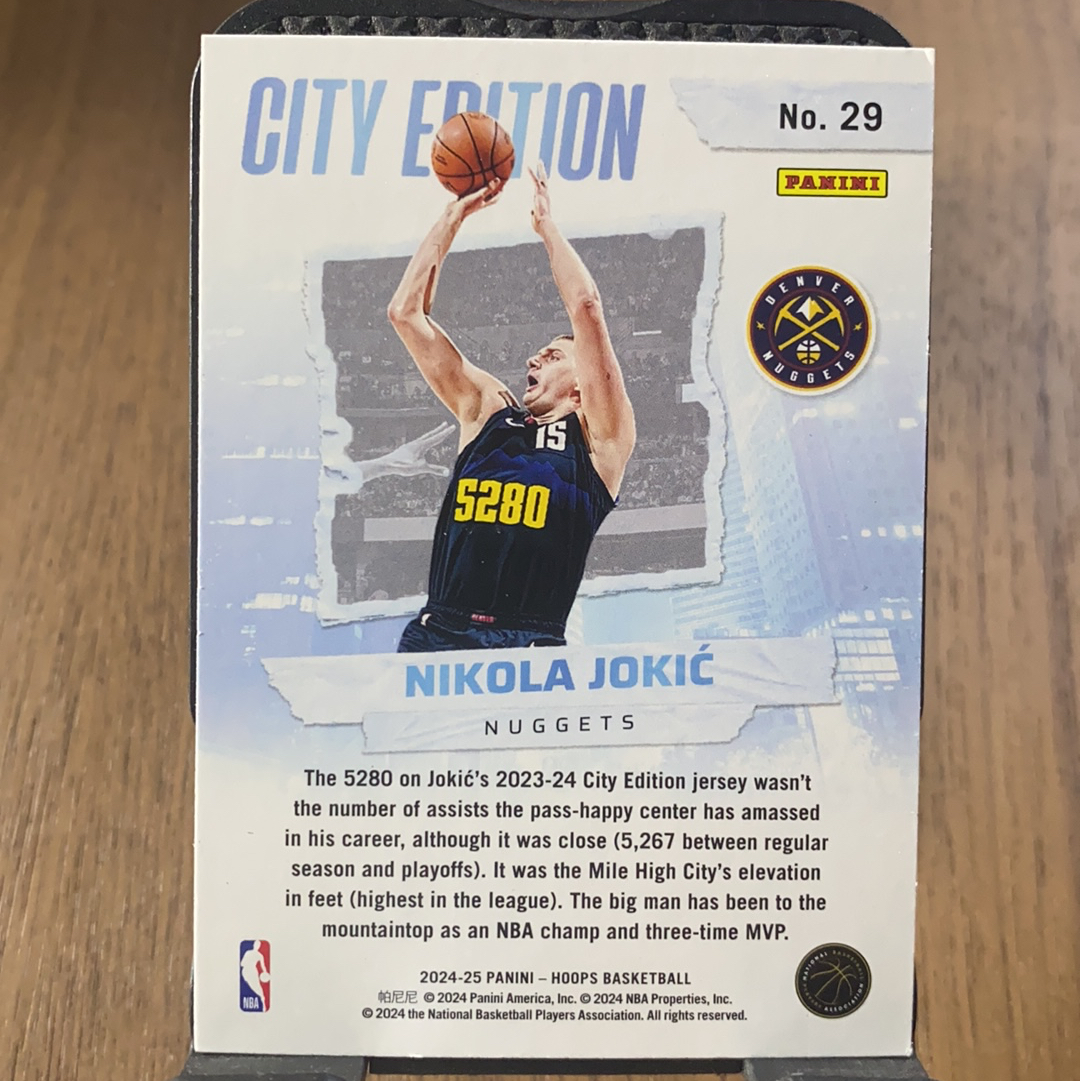 CITY EDITION
No. 29
PANINI
DENVER
NUGGETS
15
5280
NIKOLA JOKIĆ
NUGGETS
The 5280 on Jokić's 2023-24 City Edition jersey wasn't
the number of assists the pass-happy center has amassed
in his career, although it was close (5,267 between regular
season and playoffs). It was the Mile High City's elevation
in feet (highest in the league). The big man has been to the
mountaintop as an NBA champ and three-time MVP.
NBA
NATIONAL BASKETBALL
PLAYERS ASSOCIATION
2024-25 PANINI – HOOPS BASKETBALL
帕尼尼 © 2024 Panini America, Inc. © 2024 NBA Properties, Inc.
© 2024 the National Basketball Players Association. All rights reserved.